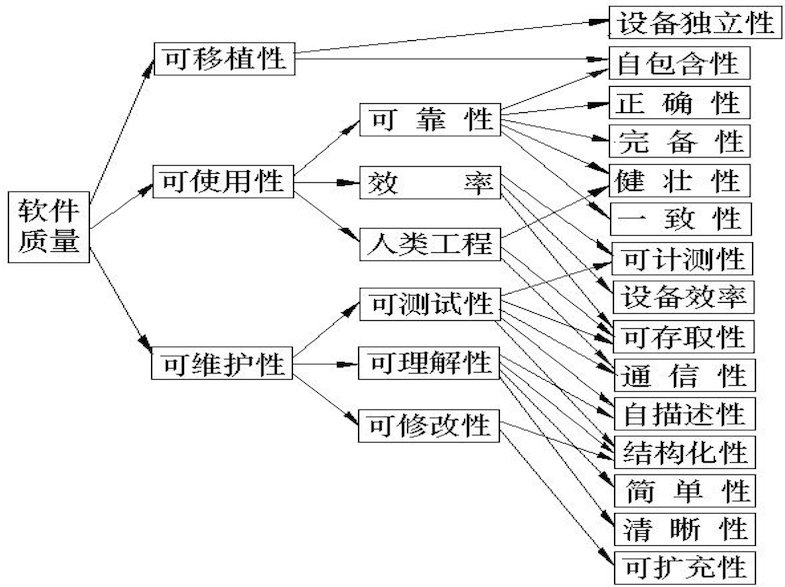 软件
质量
可移植性
可使用性
可维护性
可靠性
效率
人类工程
可测试性
可理解性
可修改性
设备独立性
自包含性
正确性
完备性
健壮性
一致性
可计测性
设备效率
可存取性
通信性
自描述性
结构化性
简单性
清晰性
可扩充性